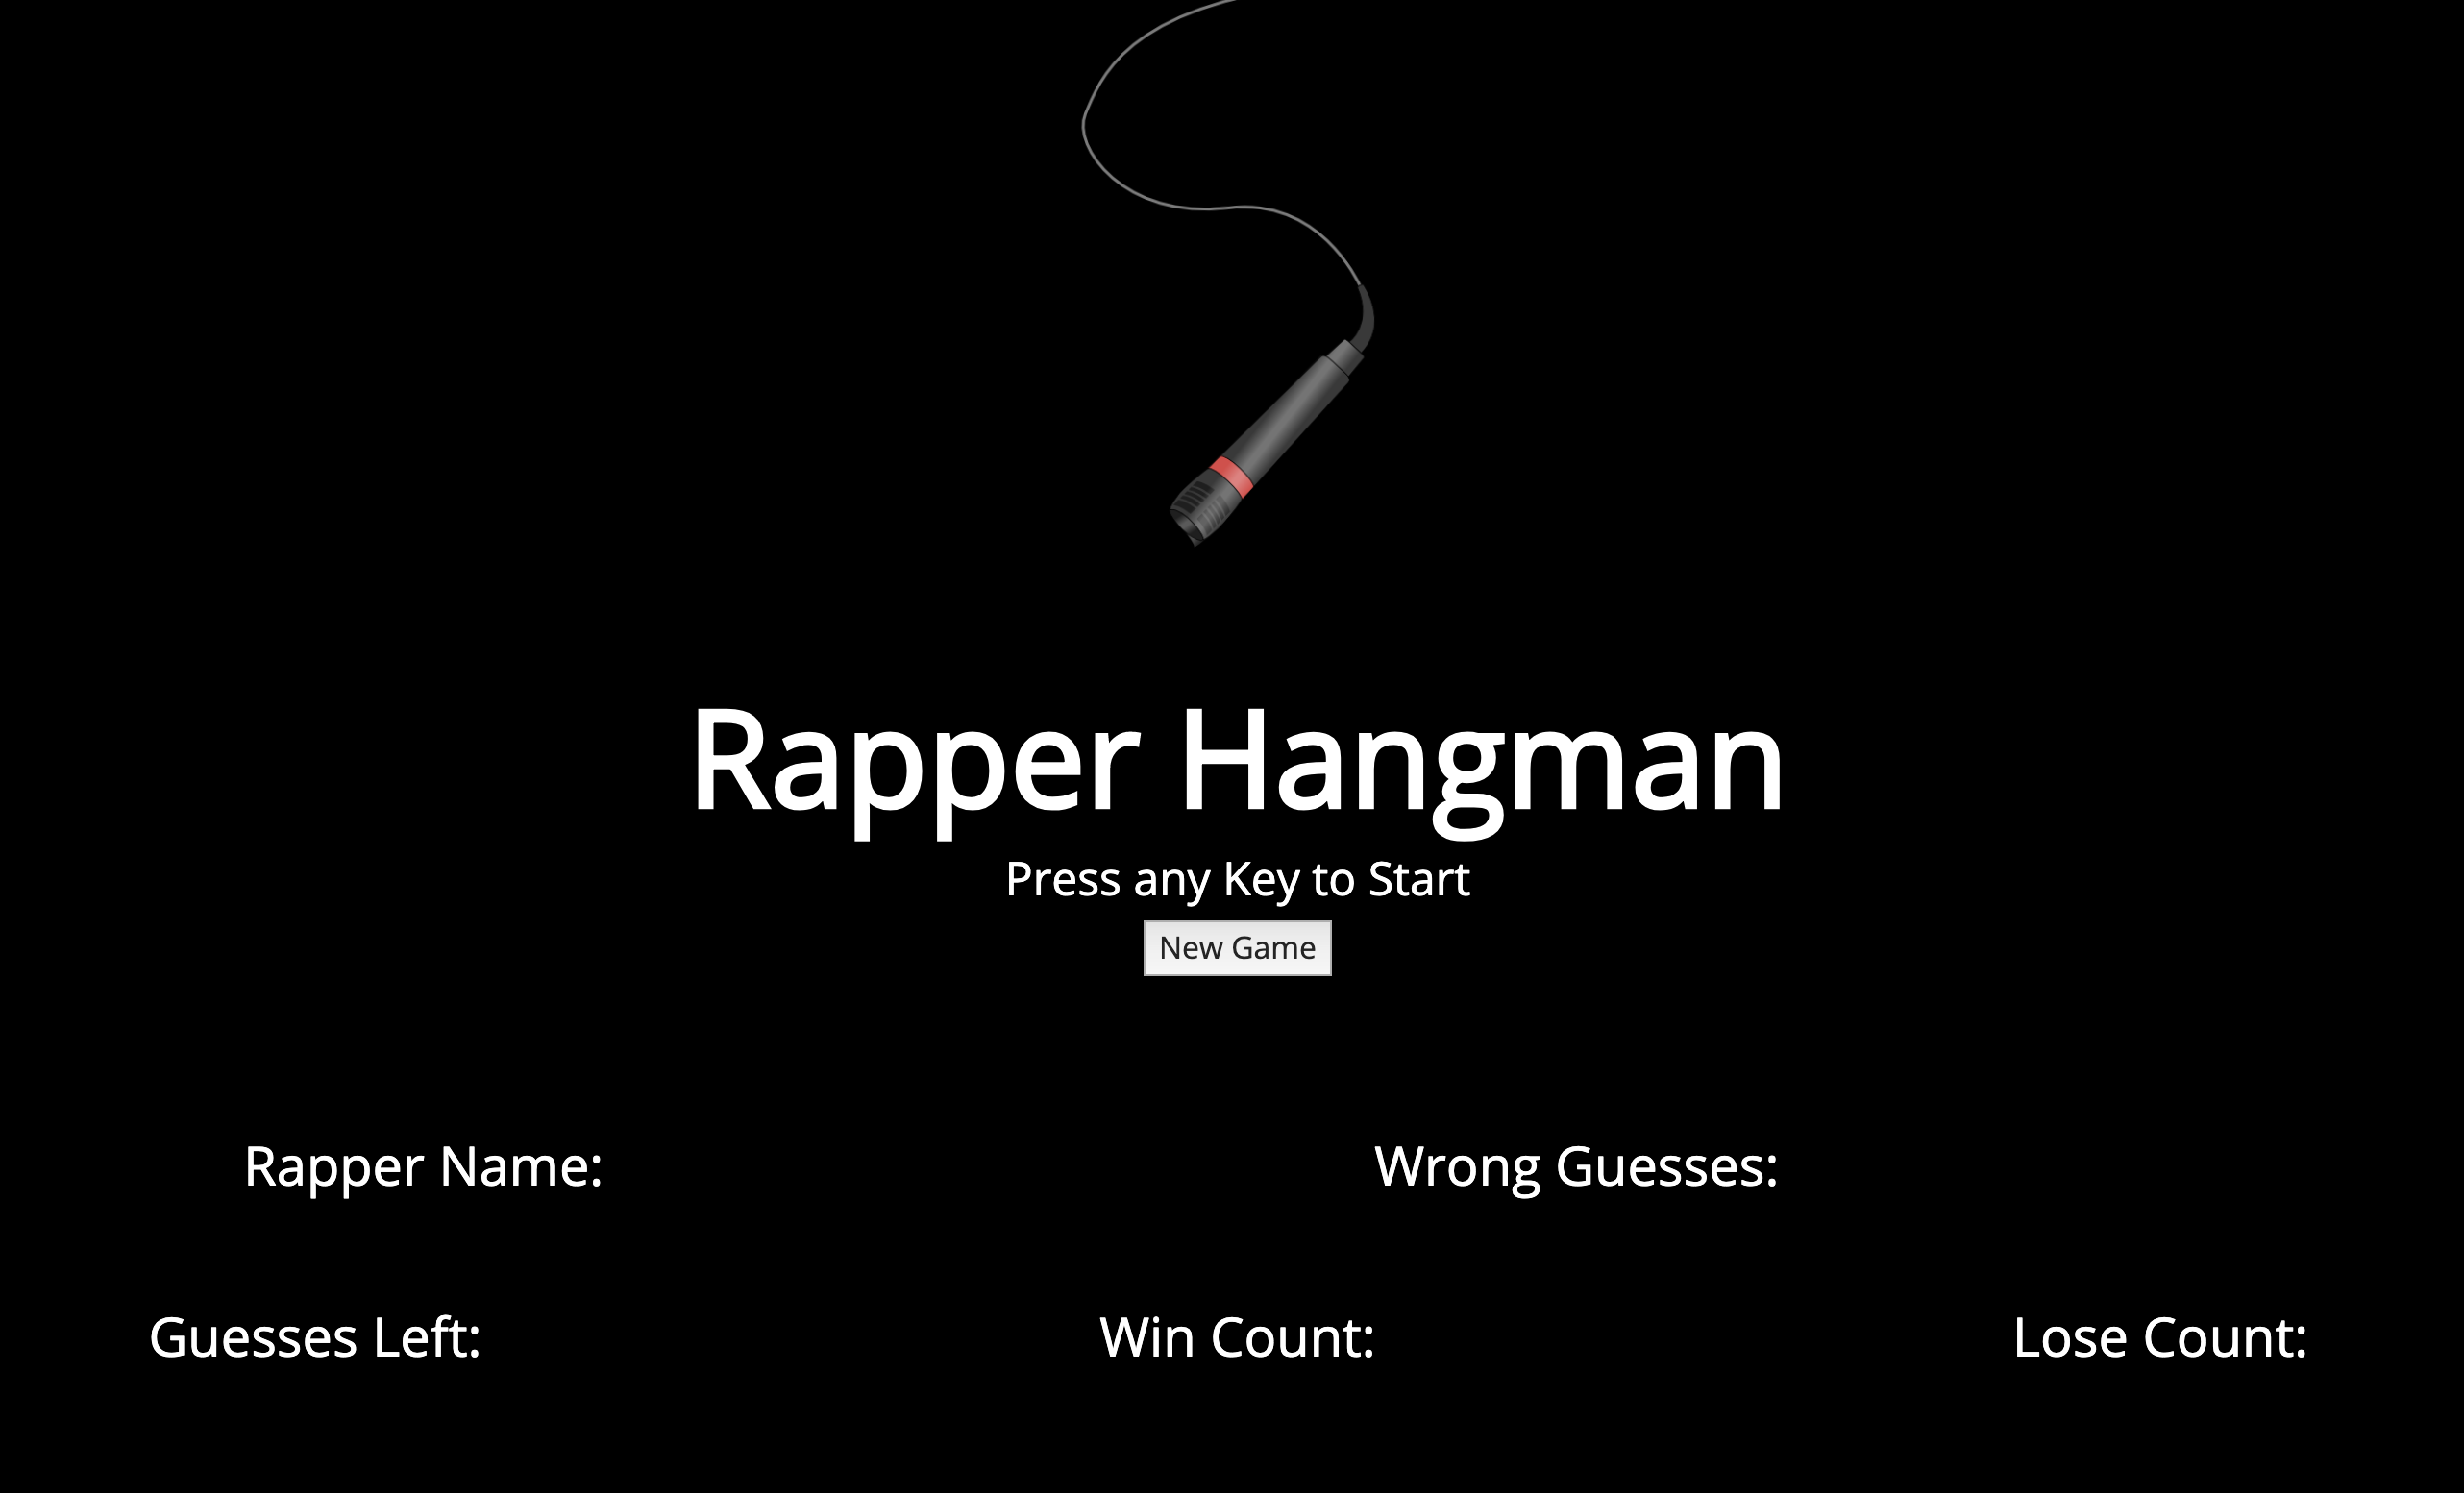 Rapper Hangman
Press any Key to Start
New Game
Rapper Name:
Wrong Guesses:
Guesses Left:
Win Count:
Lose Count: